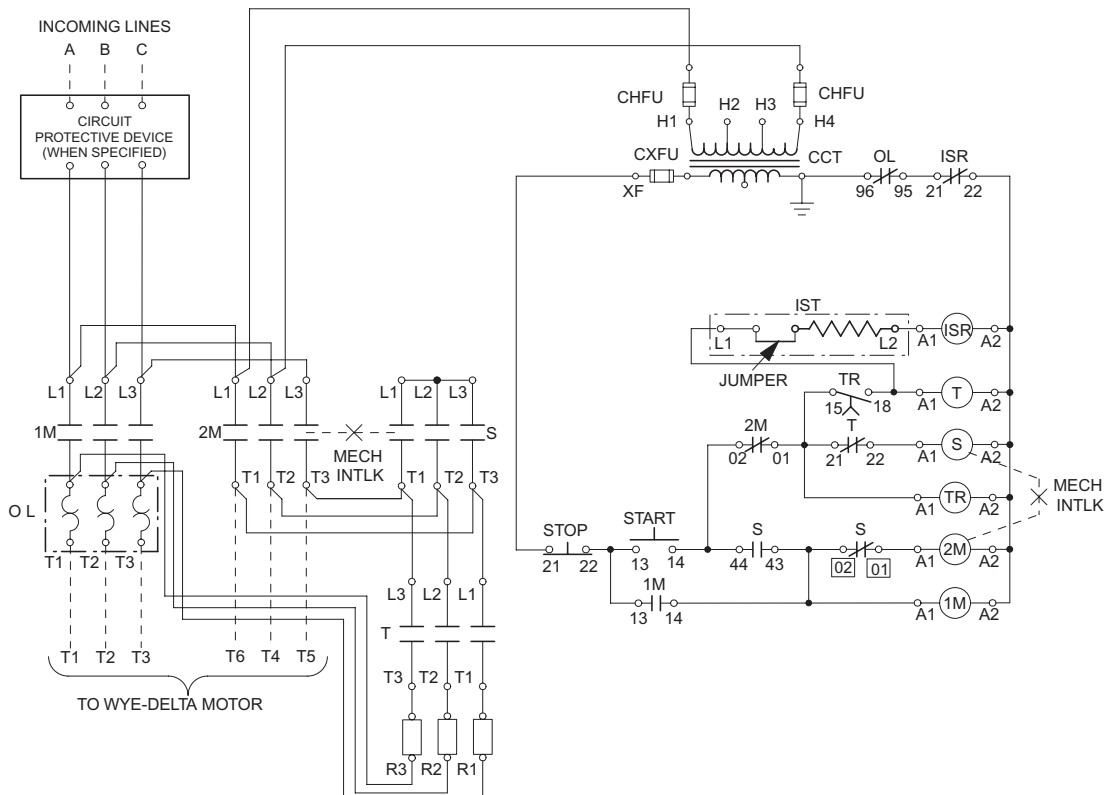 INCOMING LINES
A B C
CIRCUIT
PROTECTIVE DEVICE
(WHEN SPECIFIED)
CHFU CHFU
H1 H2 H3 H4
CXFU CCT OL ISR
XF 96 95 21 22
IST
L1 L2 A1 ISR A2
JUMPER
TR
15 18 A1 T A2
L1 L2 L3 L1 L2 L3 L1 L2 L3
1M 2M S
MECH
INTLK
2M T
02 01 21 22 A1 S A2
MECH
INTLK
T1 T2 T3 T1 T2 T3
A1 TR A2
O L
STOP START S S
21 22 13 14 44 43 02 01 A1 2M A2
T1 T2 T3
1M
13 14 A1 1M A2
L3 L2 L1
T
T1 T2 T3 T6 T4 T5
T3 T2 T1
TO WYE-DELTA MOTOR
R3 R2 R1